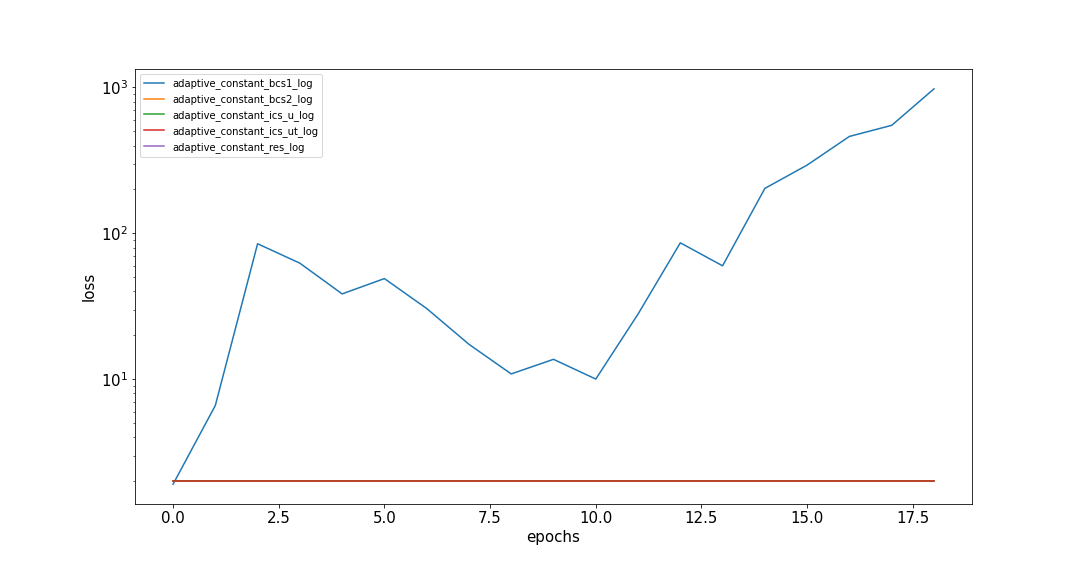 adaptive_constant_bcs1_log
adaptive_constant_bcs2_log
adaptive_constant_ics_u_log
adaptive_constant_ics_ut_log
adaptive_constant_res_log
10³
10²
10¹
loss
0.0 2.5 5.0 7.5 10.0 12.5 15.0 17.5
epochs